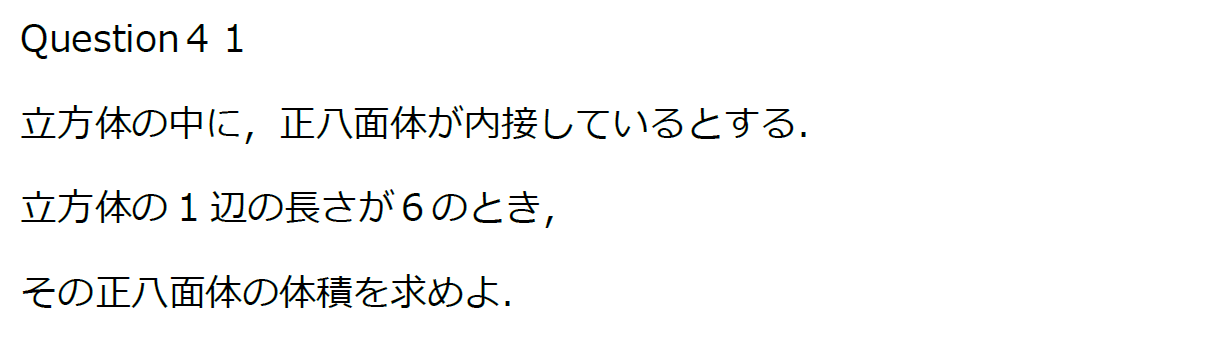 Question４１
立方体の中に，正八面体が内接しているとする．
立方体の１辺の長さが６のとき，
その正八面体の体積を求めよ．